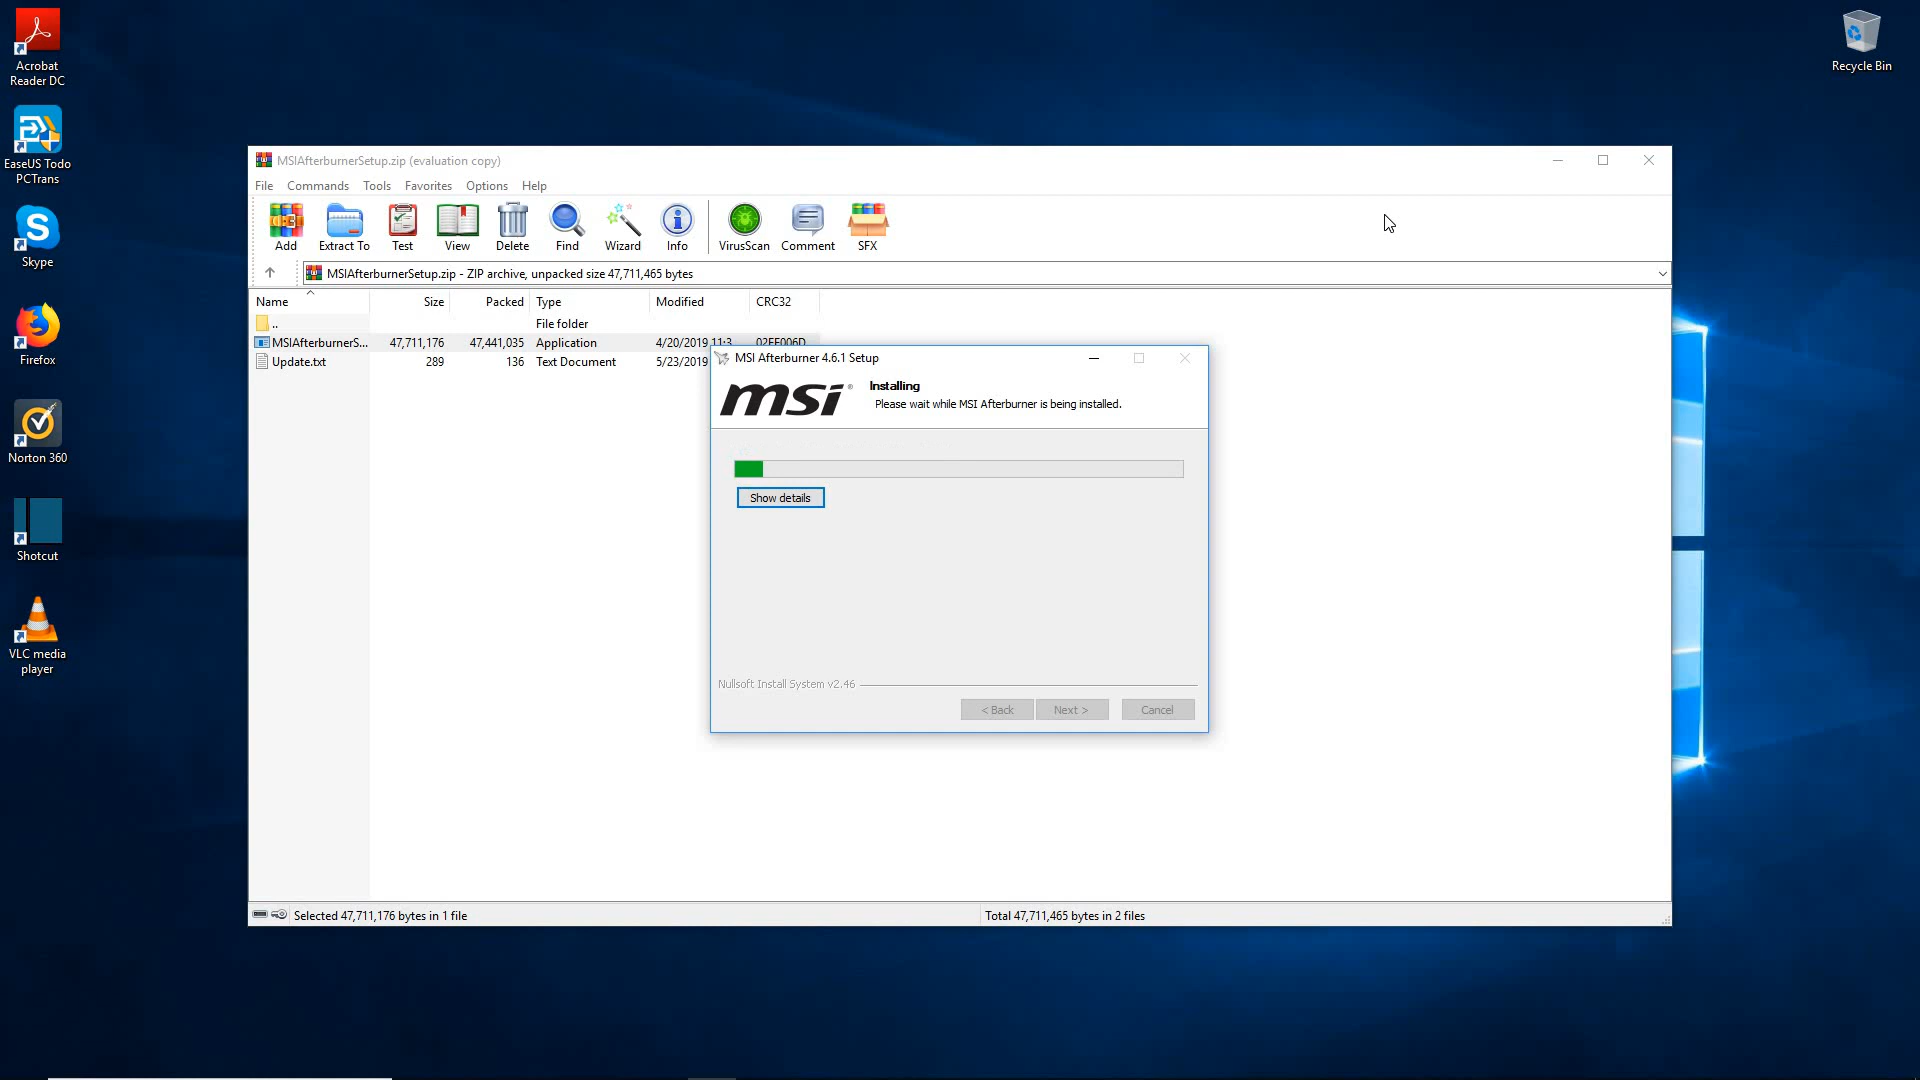 Acrobat
Reader DC
EaseUS Todo
PCTrans
Skype
Firefox
Norton 360
Shotcut
VLC media
player
Recycle Bin
MSIAfterburnerSetup.zip (evaluation copy)
File Commands Tools Favorites Options Help
Add Extract To Test View Delete Find Wizard Info VirusScan Comment SFX
MSIAfterburnerSetup.zip - ZIP archive, unpacked size 47,711,465 bytes
Name Size Packed Type Modified CRC32
.. File folder
MSIAfterburnerS... 47,711,176 47,441,035 Application 4/20/2019 11:3... 02FE006D
Update.txt 289 136 Text Document 5/23/2019
MSI Afterburner 4.6.1 Setup
msi
Installing
Please wait while MSI Afterburner is being installed.
Show details
Nullsoft Install System v2.46
< Back Next > Cancel
Selected 47,711,176 bytes in 1 file
Total 47,711,465 bytes in 2 files